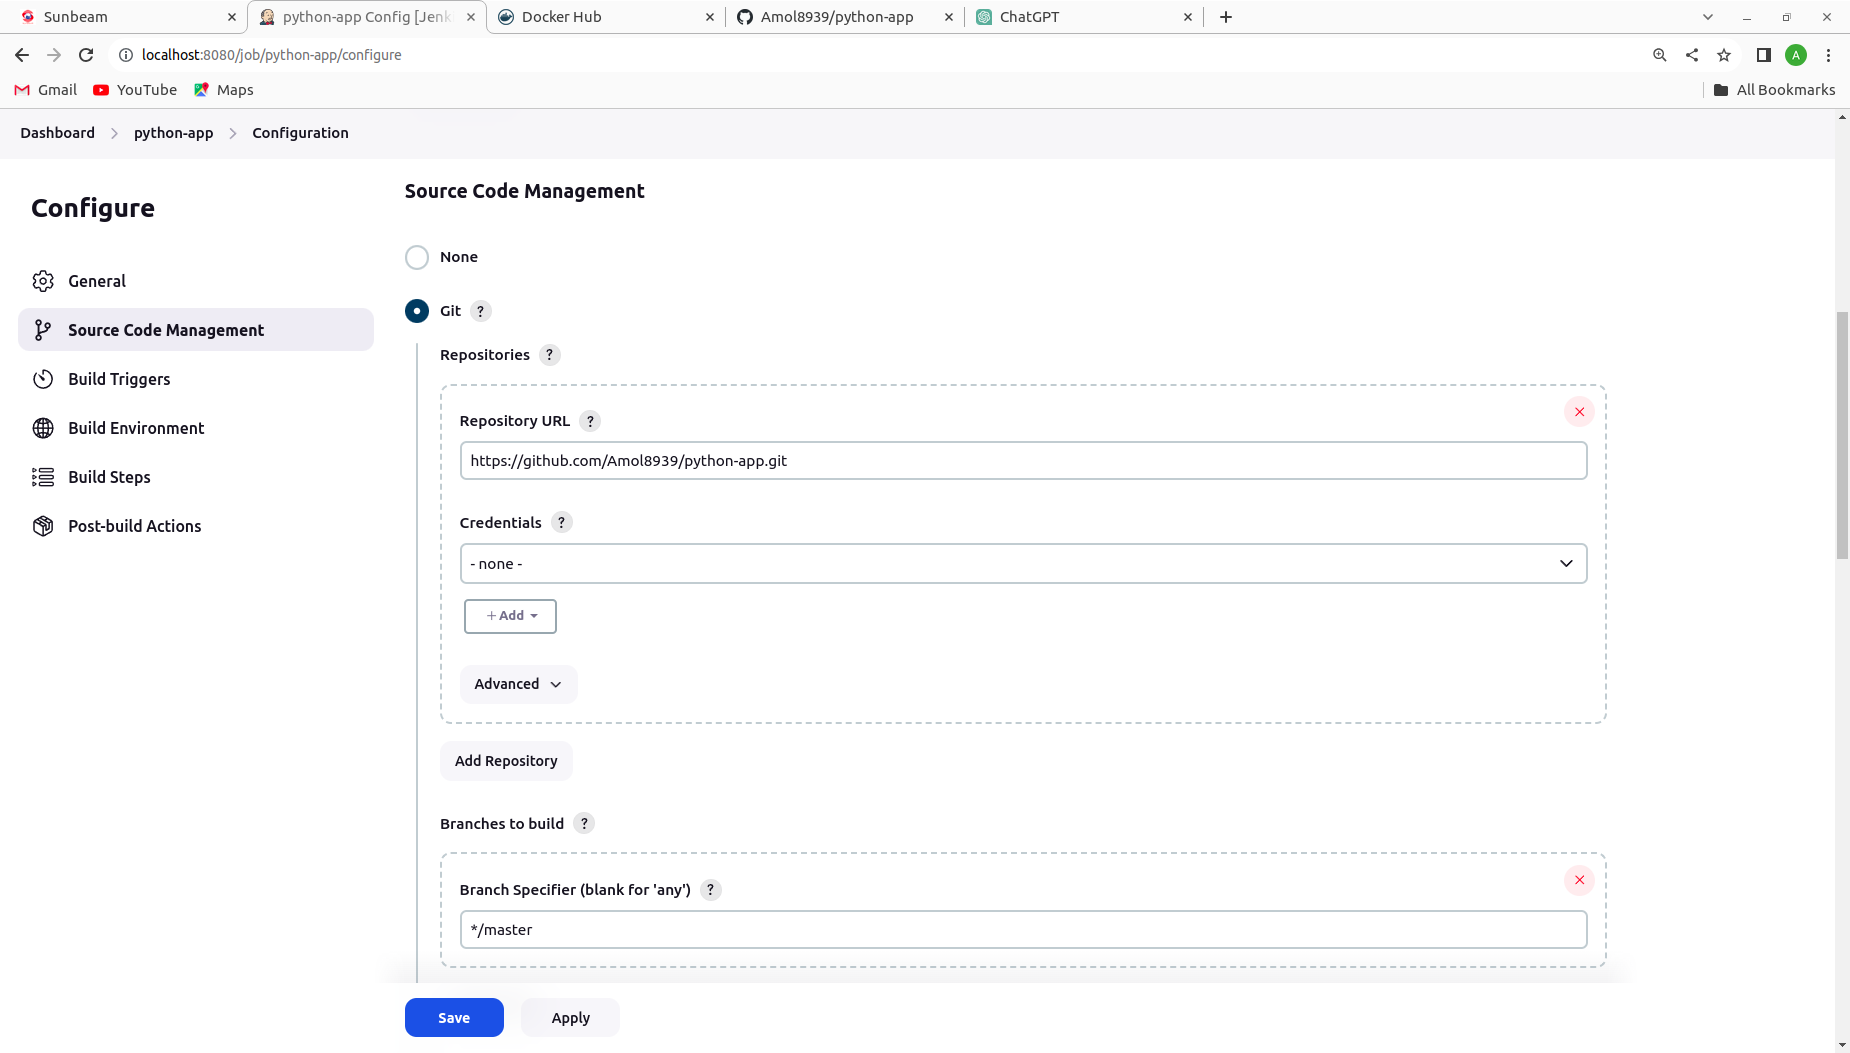 Sunbeam
python-app Config [Jenk
Docker Hub
Amol8939/python-app
ChatGPT
localhost:8080/job/python-app/configure
A
Gmail
YouTube
Maps
All Bookmarks
Dashboard
python-app
Configuration
Configure
General
Source Code Management
Build Triggers
Build Environment
Build Steps
Post-build Actions
Source Code Management
None
Git ?
Repositories ?
Repository URL ?
https://github.com/Amol8939/python-app.git
Credentials ?
- none -
+ Add
Advanced
Add Repository
Branches to build ?
Branch Specifier (blank for 'any') ?
*/master
Save
Apply